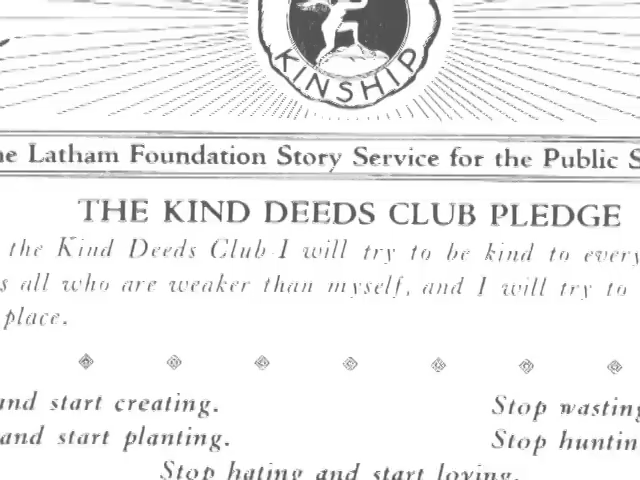 KINSHIP
he Latham Foundation Story Service for the Public S
THE KIND DEEDS CLUB PLEDGE
the Kind Deeds Club I will try to be kind to every
s all who are weaker than myself, and I will try to
place.
and start creating. Stop wasting
and start planting. Stop huntin
Stop hating and start loving.